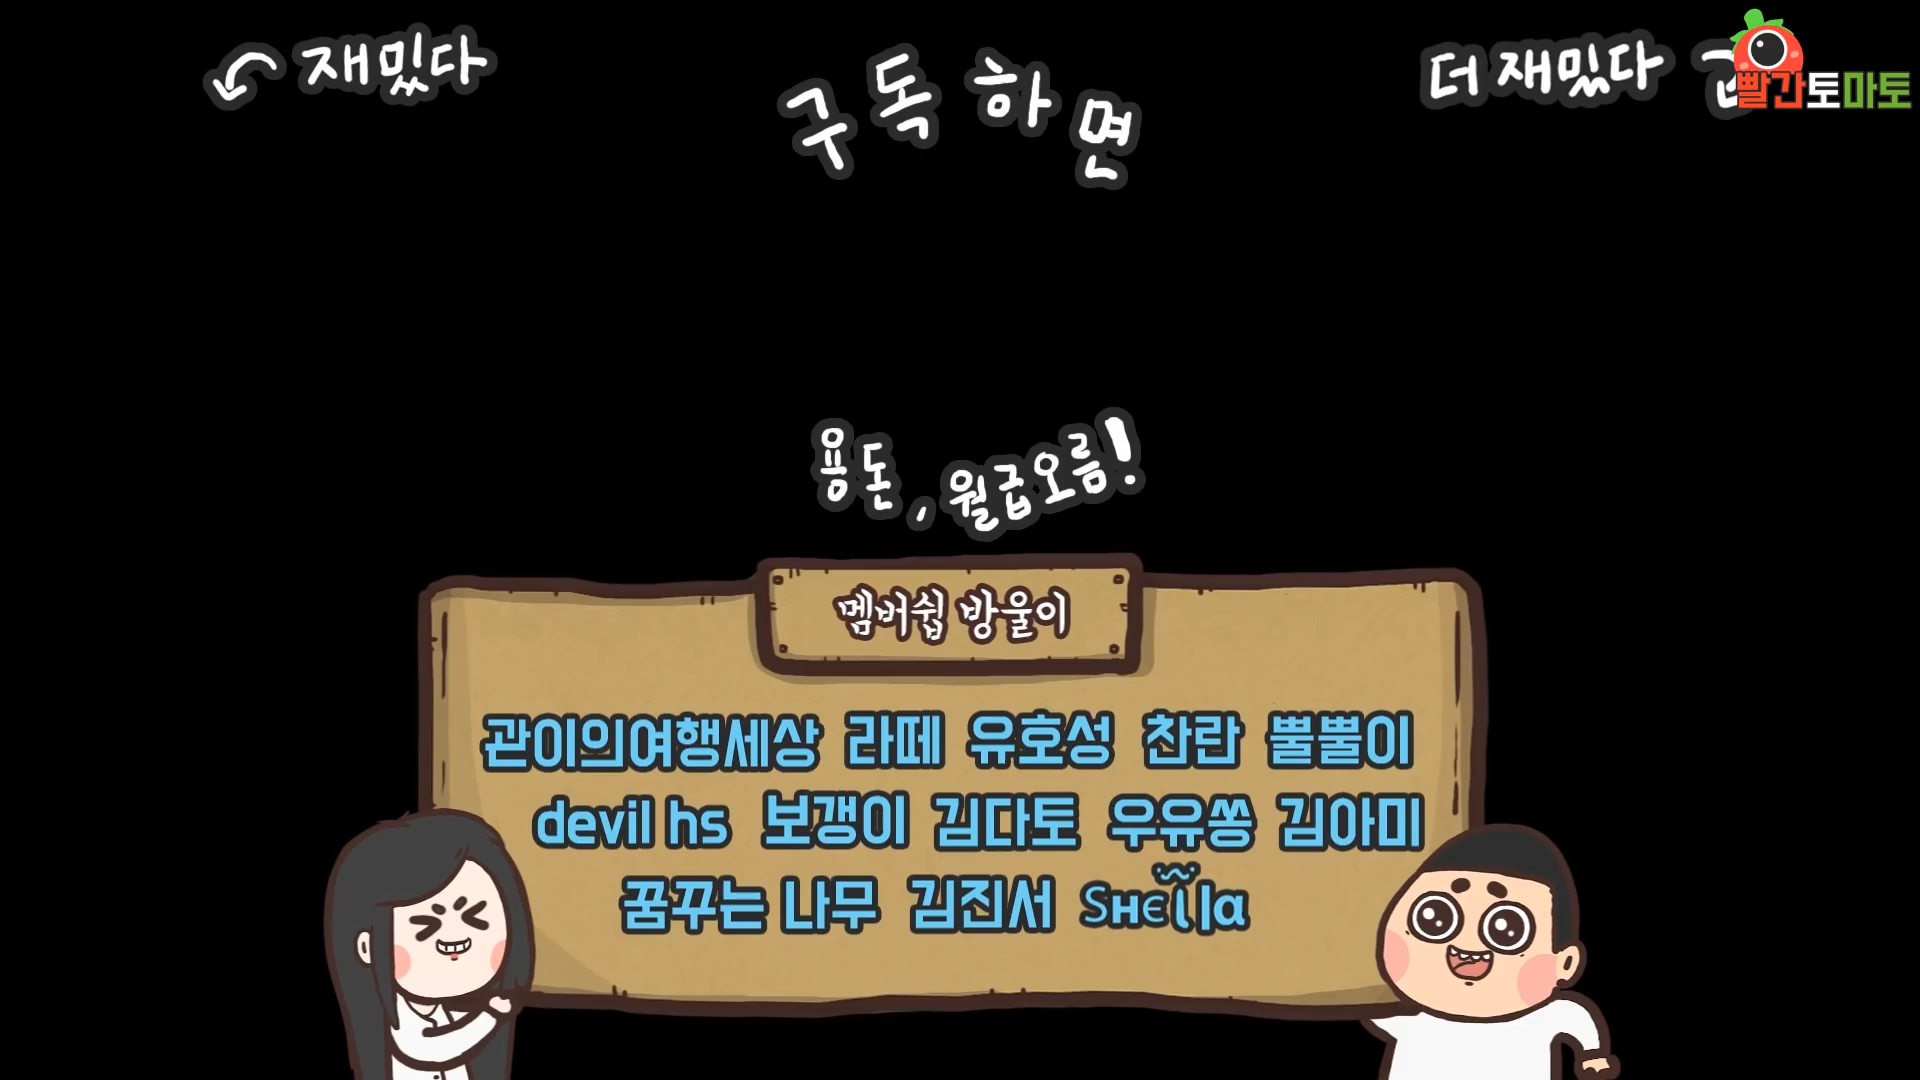 재밌다
구독하면
더 재밌다
빨간토마토
용돈, 월급오름!
멤버쉽 방울이
관이의여행세상 라떼 유호성 찬란 뿔뿔이
devil hs 보갱이 김다토 우유쏭 김아미
꿈꾸는 나무 김진서 Sʜєl̃lα